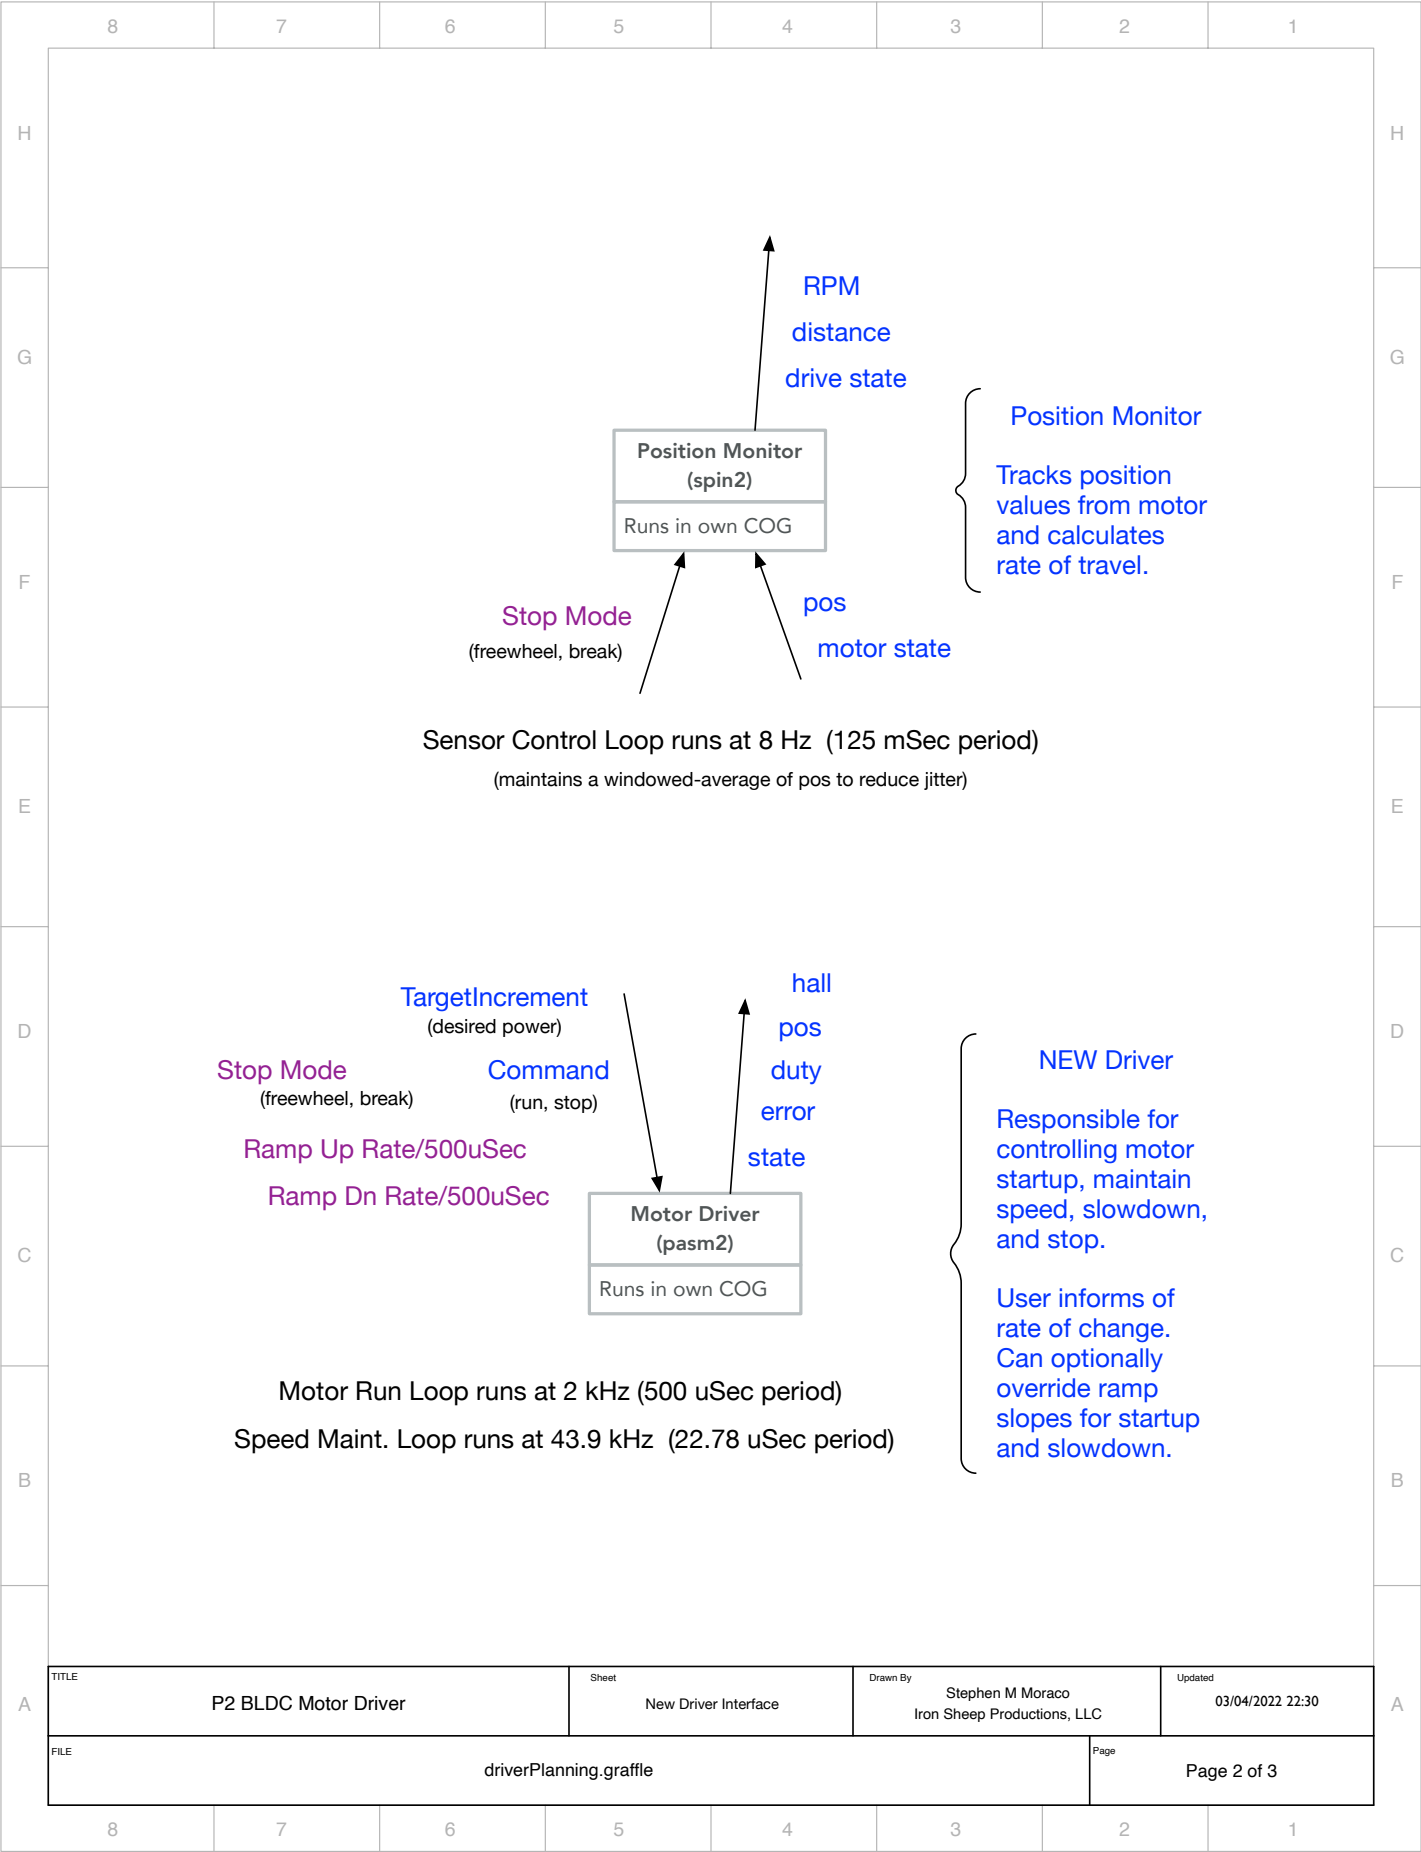 8 7 6 5 4 3 2 1
H H
RPM
distance
G G
drive state
Position Monitor
(spin2)
Runs in own COG
Position Monitor
Tracks position
values from motor
and calculates
rate of travel.
F F
Stop Mode
(freewheel, break)
pos
motor state
Sensor Control Loop runs at 8 Hz (125 mSec period)
(maintains a windowed-average of pos to reduce jitter)
E E
TargetIncrement
(desired power)
Stop Mode
(freewheel, break)
Command
(run, stop)
Ramp Up Rate/500uSec
Ramp Dn Rate/500uSec
hall
pos
duty
error
state
D D
Motor Driver
(pasm2)
Runs in own COG
NEW Driver
Responsible for
controlling motor
startup, maintain
speed, slowdown,
and stop.
User informs of
rate of change.
Can optionally
override ramp
slopes for startup
and slowdown.
C C
Motor Run Loop runs at 2 kHz (500 uSec period)
Speed Maint. Loop runs at 43.9 kHz (22.78 uSec period)
B B
TITLE
P2 BLDC Motor Driver
Sheet
New Driver Interface
Drawn By
Stephen M Moraco
Iron Sheep Productions, LLC
Updated
03/04/2022 22:30
A A
FILE
driverPlanning.graffle
Page
Page 2 of 3
8 7 6 5 4 3 2 1